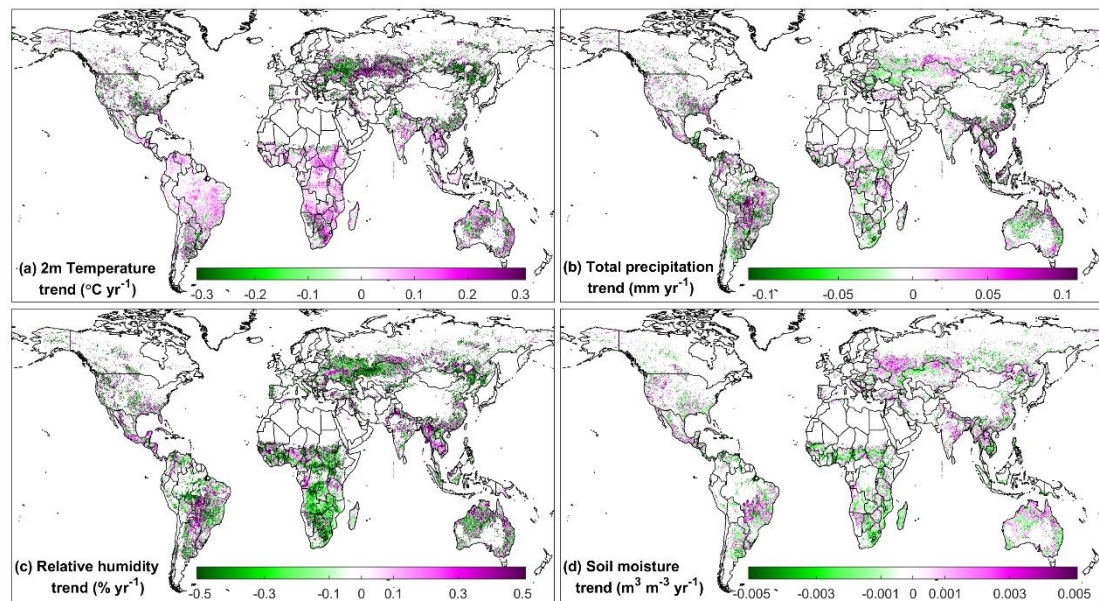 (a) 2m Temperature
trend (°C yr⁻¹)
-0.3 -0.2 -0.1 0 0.1 0.2 0.3
(b) Total precipitation
trend (mm yr⁻¹)
-0.1 -0.05 0 0.05 0.1
(c) Relative humidity
trend (% yr⁻¹)
-0.5 -0.3 -0.1 0 0.1 0.3 0.5
(d) Soil moisture
trend (m³ m⁻³ yr⁻¹)
-0.005 -0.003 -0.001 0 0.001 0.003 0.005